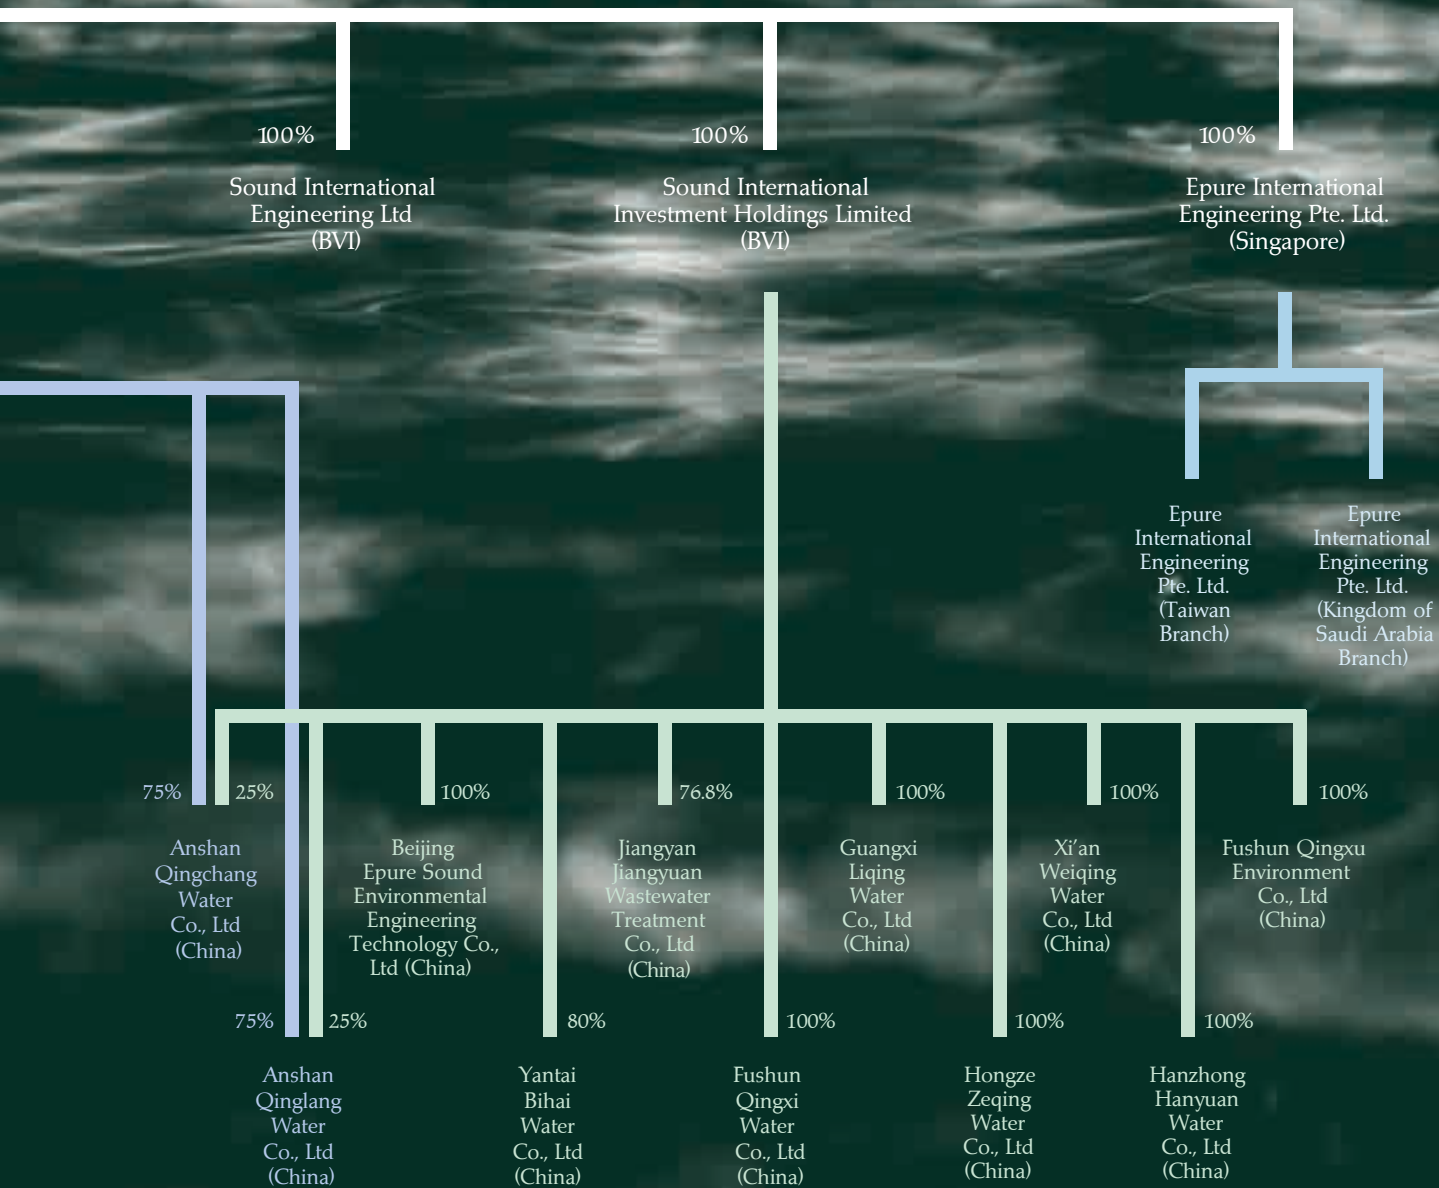 100%
Sound International
Engineering Ltd
(BVI)
100%
Sound International
Investment Holdings Limited
(BVI)
100%
Epure International
Engineering Pte. Ltd.
(Singapore)
Epure
International
Engineering
Pte. Ltd.
(Taiwan
Branch)
Epure
International
Engineering
Pte. Ltd.
(Kingdom of
Saudi Arabia
Branch)
75%
25%
Anshan
Qingchang
Water
Co., Ltd
(China)
100%
Beijing
Epure Sound
Environmental
Engineering
Technology Co.,
Ltd (China)
76.8%
Jiangyan
Jiangyuan
Wastewater
Treatment
Co., Ltd
(China)
100%
Guangxi
Liqing
Water
Co., Ltd
(China)
100%
Xi’an
Weiqing
Water
Co., Ltd
(China)
100%
Fushun Qingxu
Environment
Co., Ltd
(China)
75%
25%
Anshan
Qinglang
Water
Co., Ltd
(China)
80%
Yantai
Bihai
Water
Co., Ltd
(China)
100%
Fushun
Qingxi
Water
Co., Ltd
(China)
100%
Hongze
Zeqing
Water
Co., Ltd
(China)
100%
Hanzhong
Hanyuan
Water
Co., Ltd
(China)